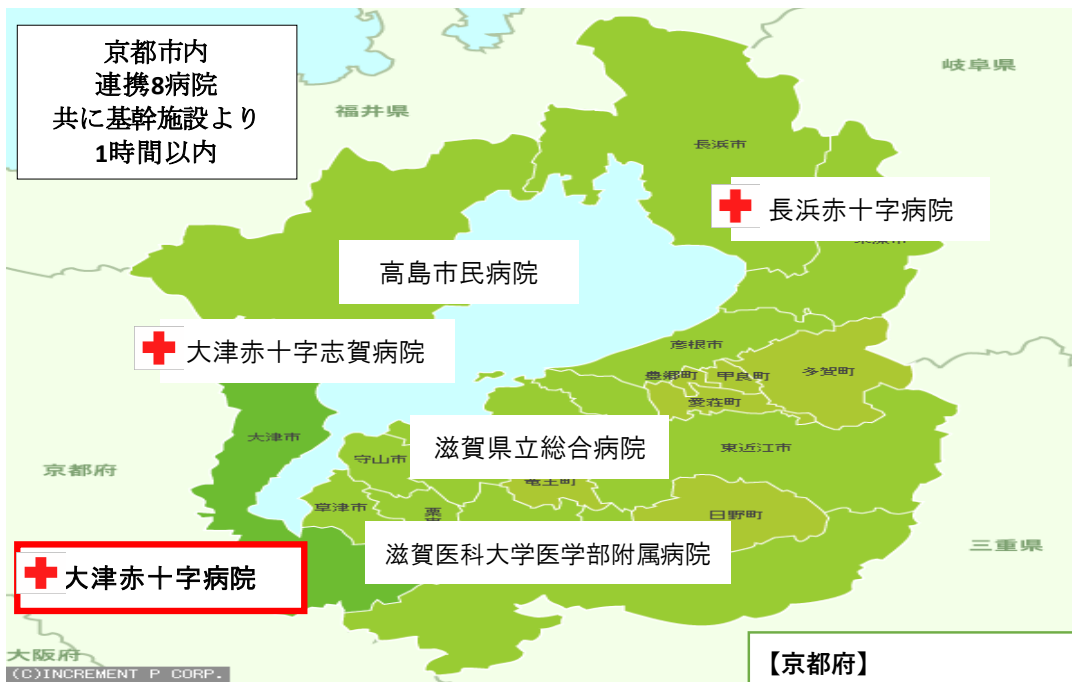 京都市内
連携8病院
共に基幹施設より
1時間以内
岐阜県
福井県
長浜市
長浜赤十字病院
高島市民病院
大津赤十字志賀病院
彦根市
豊郷町
甲良町
多賀町
愛荘町
大津市
滋賀県立総合病院
東近江市
守山市
京都府
竜王町
草津市
日野町
滋賀医科大学医学部附属病院
三重県
大津赤十字病院
大阪府
(C)INCREMENT P CORP.
【京都府】